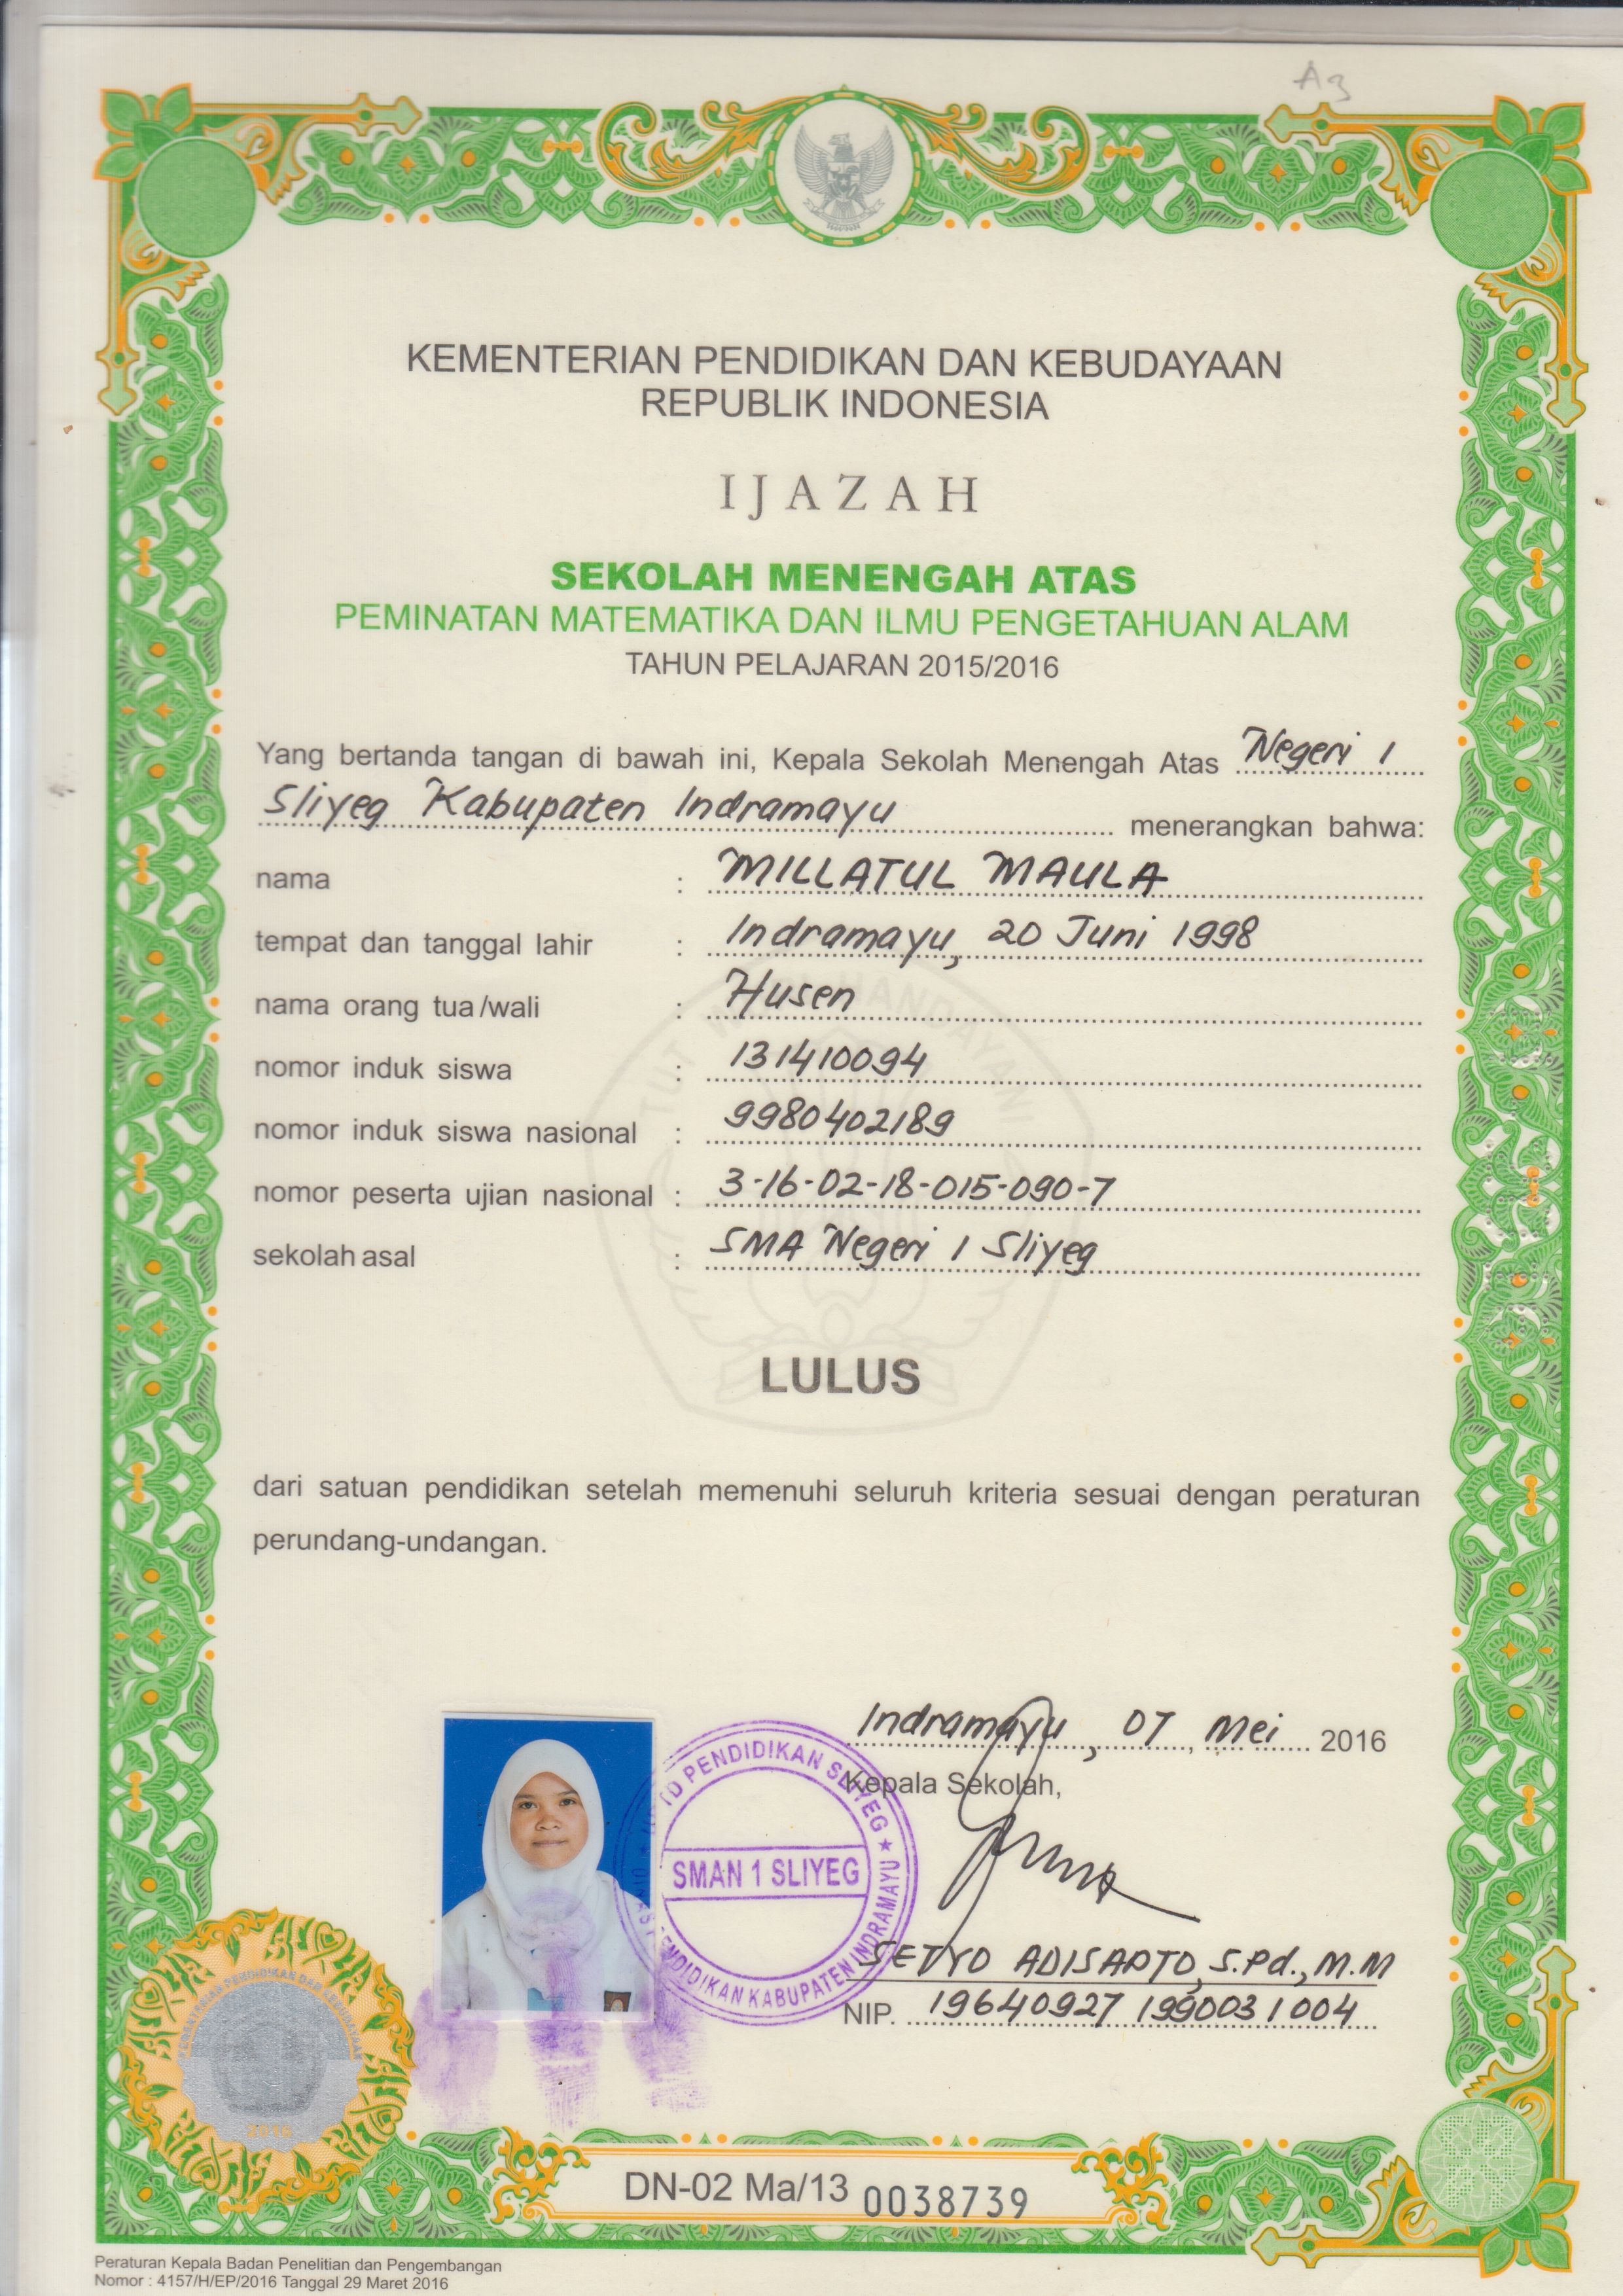 A3
KEMENTERIAN PENDIDIKAN DAN KEBUDAYAAN
REPUBLIK INDONESIA
IJAZAH
SEKOLAH MENENGAH ATAS
PEMINATAN MATEMATIKA DAN ILMU PENGETAHUAN ALAM
TAHUN PELAJARAN 2015/2016
Yang bertanda tangan di bawah ini, Kepala Sekolah Menengah Atas Negeri 1
Sliyeg Kabupaten Indramayu menerangkan bahwa:
nama : MILLATUL MAULA
tempat dan tanggal lahir : Indramayu, 20 Juni 1998
nama orang tua/wali : Husen
nomor induk siswa : 131410094
nomor induk siswa nasional : 9980402189
nomor peserta ujian nasional : 3-16-02-18-015-090-7
sekolah asal : SMA Negeri 1 Sliyeg
TUT HANDAYANI
LULUS
dari satuan pendidikan setelah memenuhi seluruh kriteria sesuai dengan peraturan
perundang-undangan.
Indramayu, 07, Mei 2016
Kepala Sekolah,
PENDIDIKAN SLIYEG
SMAN 1 SLIYEG
PENDIDIKAN KABUPATEN INDRAMAYU
SETYO ADISAPTO, S.Pd., M.M
NIP. 19640927 199003 1 004
2016
DN-02 Ma/13 0038739
Peraturan Kepala Badan Penelitian dan Pengembangan
Nomor : 4157/H/EP/2016 Tanggal 29 Maret 2016